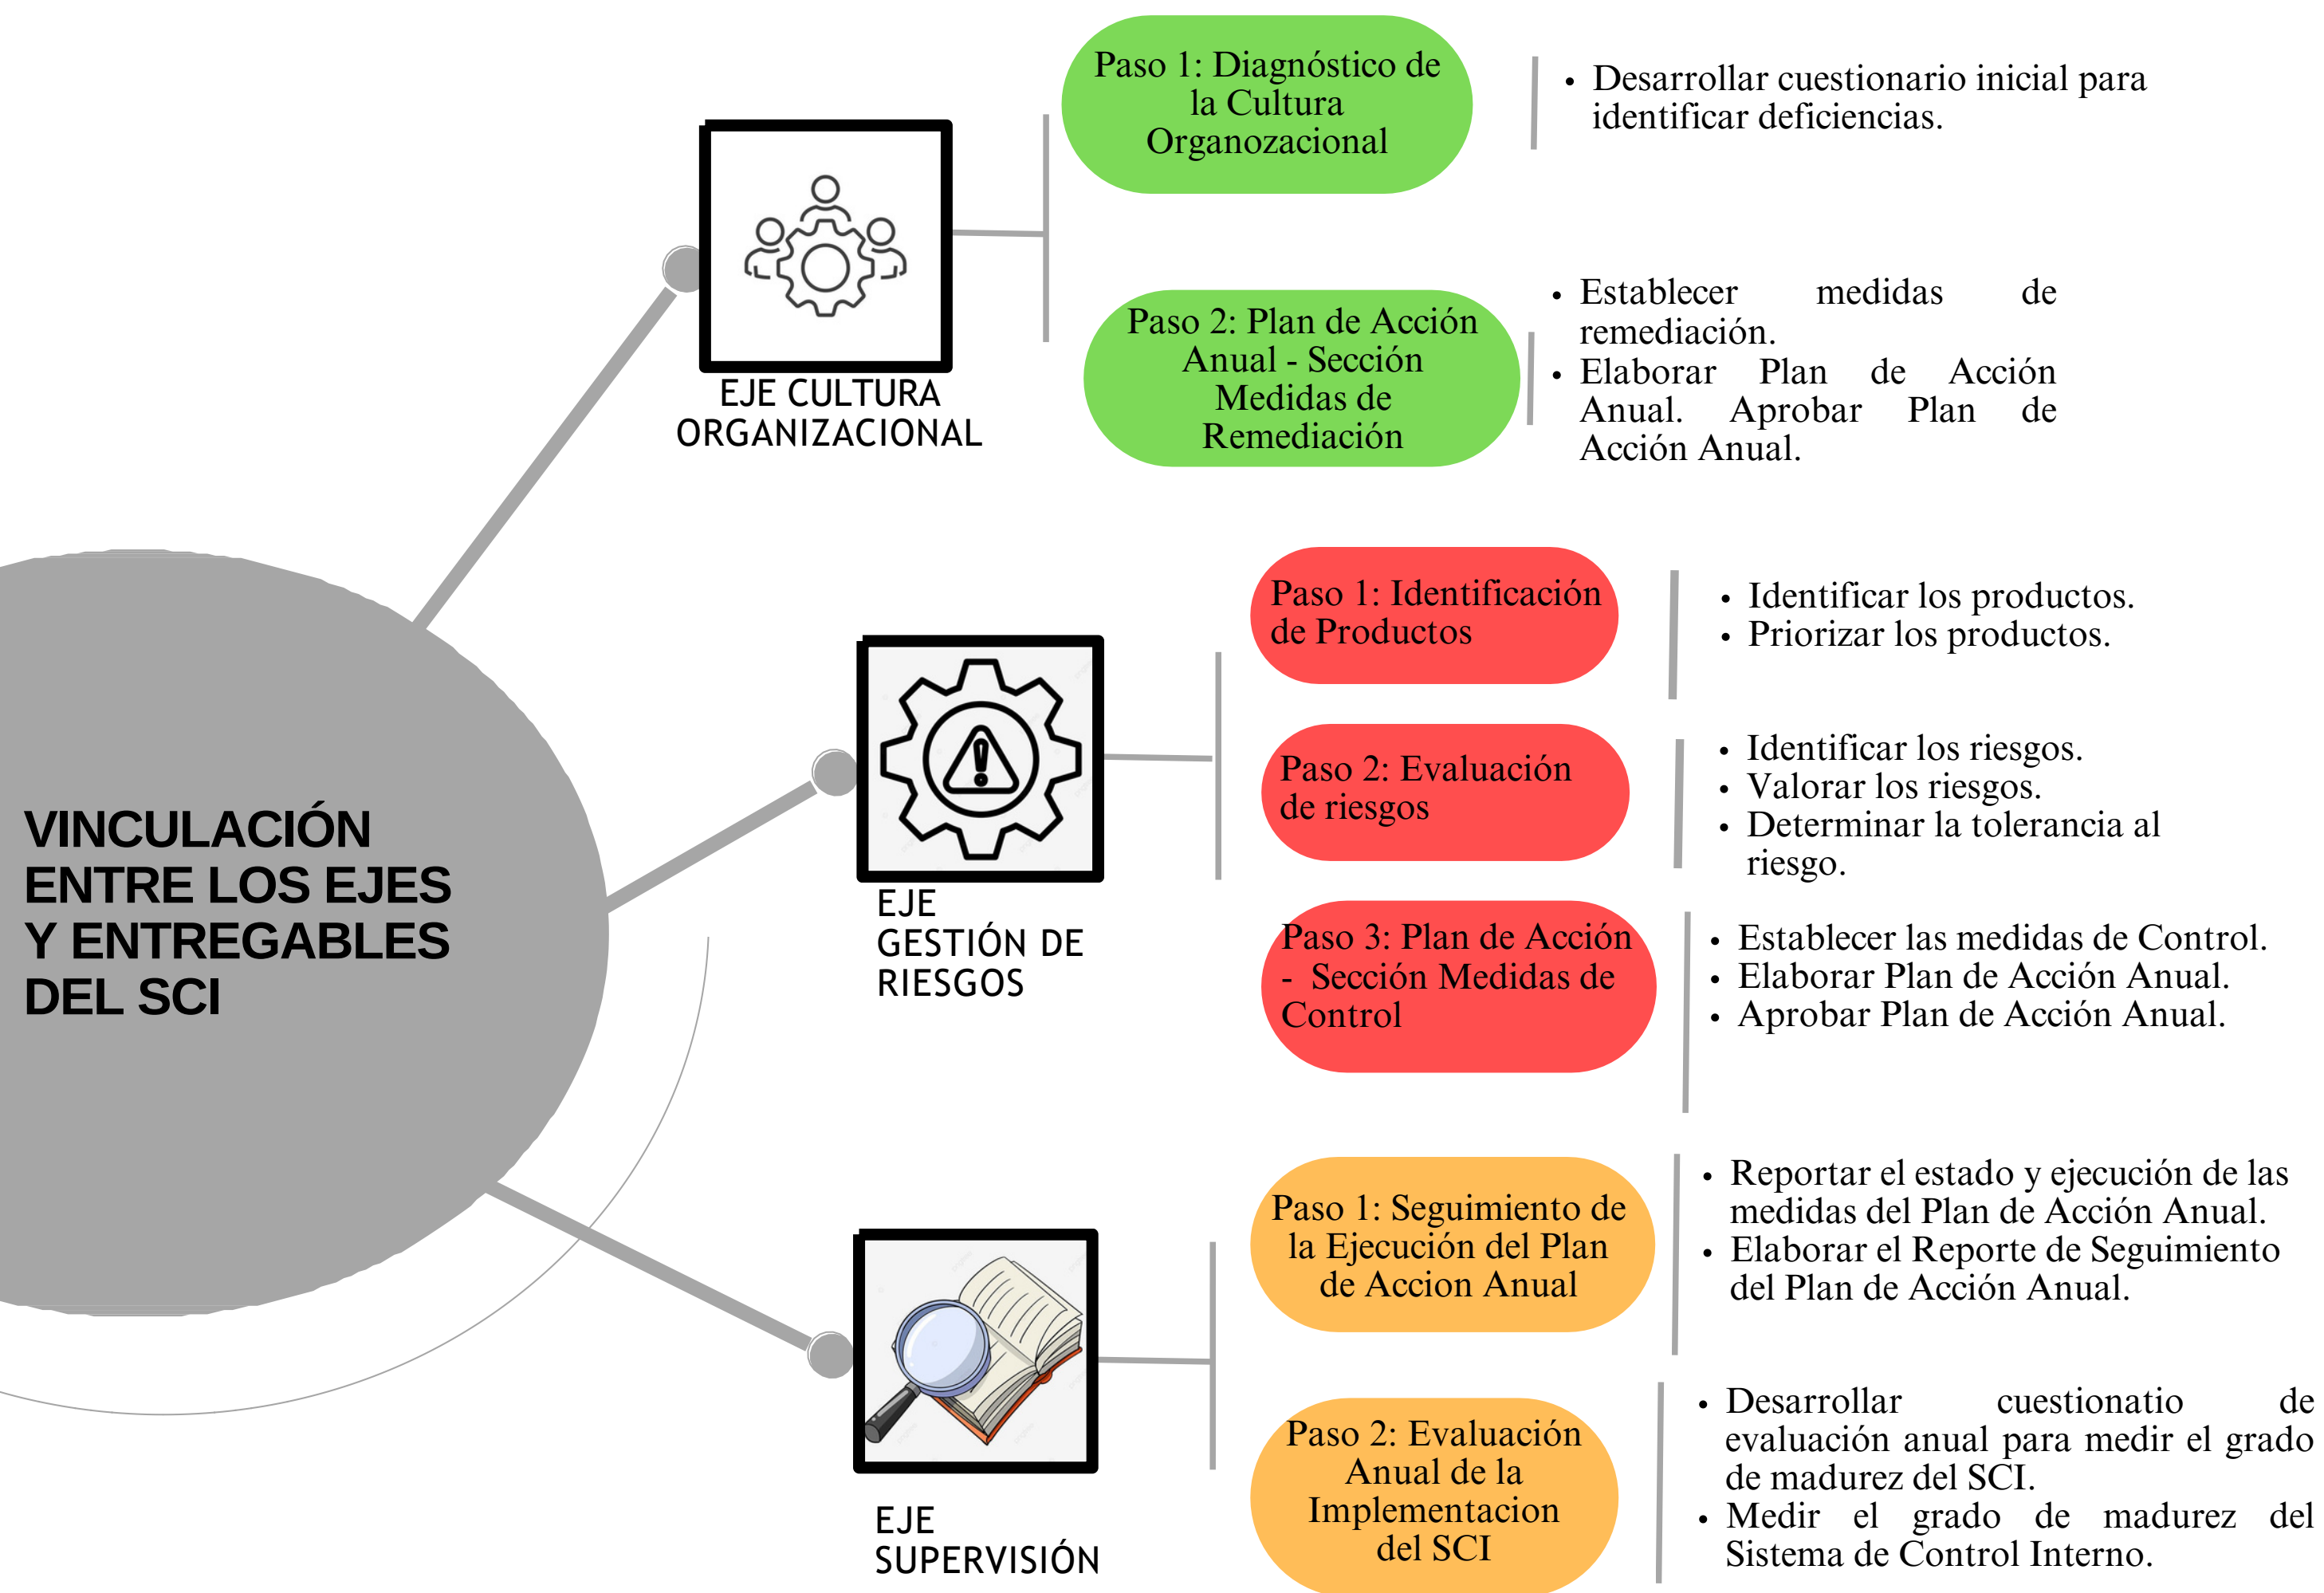 VINCULACIÓN
ENTRE LOS EJES
Y ENTREGABLES
DEL SCI
EJE CULTURA
ORGANIZACIONAL
Paso 1: Diagnóstico de
la Cultura
Organozacional
• Desarrollar cuestionario inicial para
identificar deficiencias.
Paso 2: Plan de Acción
Anual - Sección
Medidas de
Remediación
• Establecer medidas de
remediación.
• Elaborar Plan de Acción
Anual. Aprobar Plan de
Acción Anual.
EJE
GESTIÓN DE
RIESGOS
Paso 1: Identificación
de Productos
• Identificar los productos.
• Priorizar los productos.
Paso 2: Evaluación
de riesgos
• Identificar los riesgos.
• Valorar los riesgos.
• Determinar la tolerancia al
riesgo.
Paso 3: Plan de Acción
- Sección Medidas de
Control
• Establecer las medidas de Control.
• Elaborar Plan de Acción Anual.
• Aprobar Plan de Acción Anual.
EJE
SUPERVISIÓN
Paso 1: Seguimiento de
la Ejecución del Plan
de Accion Anual
• Reportar el estado y ejecución de las
medidas del Plan de Acción Anual.
• Elaborar el Reporte de Seguimiento
del Plan de Acción Anual.
Paso 2: Evaluación
Anual de la
Implementacion
del SCI
• Desarrollar cuestionatio de
evaluación anual para medir el grado
de madurez del SCI.
• Medir el grado de madurez del
Sistema de Control Interno.